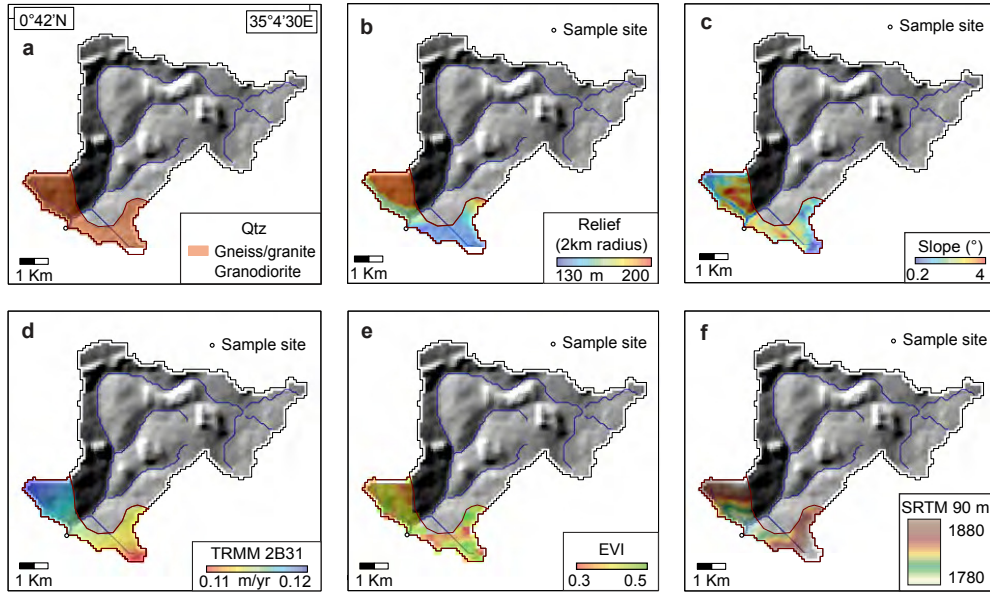 0°42'N
35°4'30E
a
Qtz
Gneiss/granite
Granodiorite
1 Km
b
Sample site
Relief
(2km radius)
130 m 200
1 Km
c
Sample site
Slope (°)
0.2 4
1 Km
d
Sample site
TRMM 2B31
0.11 m/yr 0.12
1 Km
e
Sample site
EVI
0.3 0.5
1 Km
f
Sample site
SRTM 90 m
1880
1780
1 Km